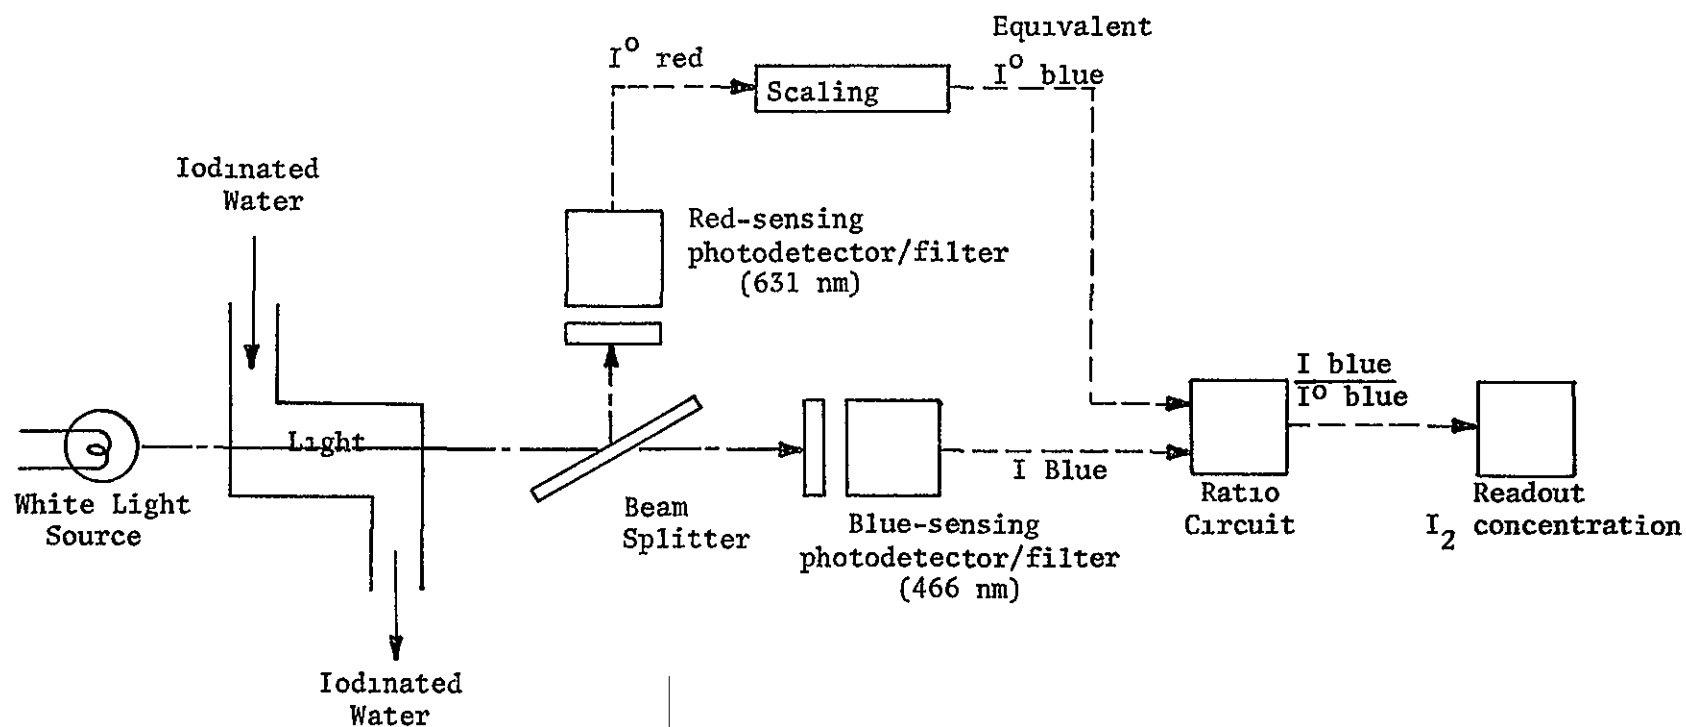 Equivalent
I° red
I° blue
Scaling
Iodinated
Water
Red-sensing
photodetector/filter
(631 nm)
I blue
I° blue
Light
I Blue
White Light
Source
Beam
Splitter
Blue-sensing
photodetector/filter
(466 nm)
Ratio
Circuit
Readout
I₂ concentration
Iodinated
Water